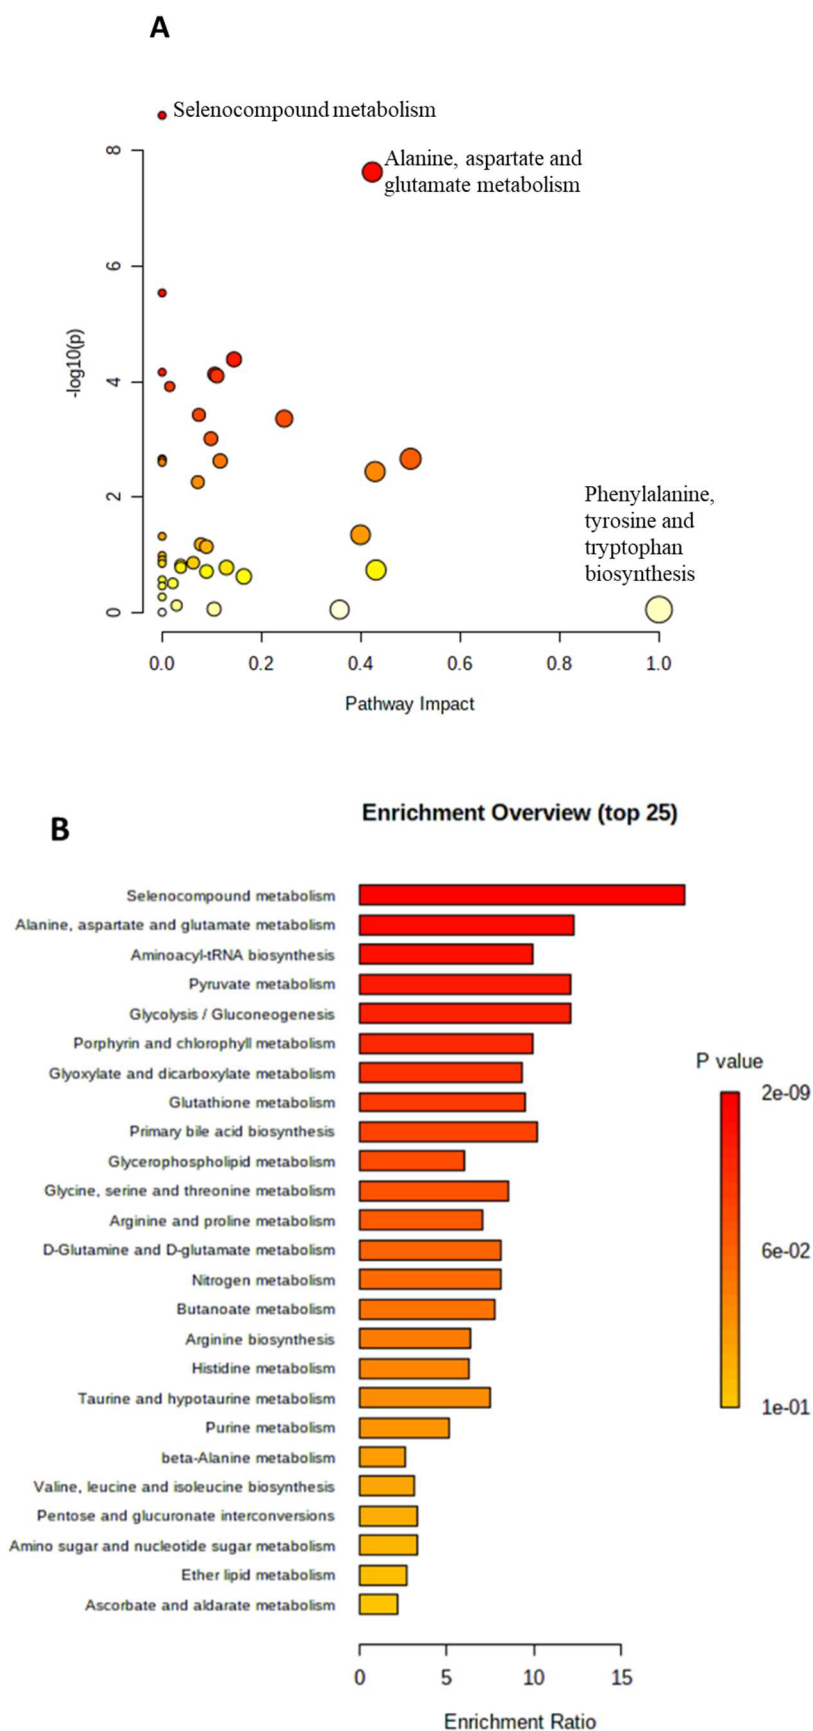 A
Selenocompound metabolism
Alanine, aspartate and
glutamate metabolism
8
6
4
2
0
-log10(p)
Phenylalanine,
tyrosine and
tryptophan
biosynthesis
0.0 0.2 0.4 0.6 0.8 1.0
Pathway Impact
B
Enrichment Overview (top 25)
Selenocompound metabolism
Alanine, aspartate and glutamate metabolism
Aminoacyl-tRNA biosynthesis
Pyruvate metabolism
Glycolysis / Gluconeogenesis
Porphyrin and chlorophyll metabolism
Glyoxylate and dicarboxylate metabolism
Glutathione metabolism
Primary bile acid biosynthesis
Glycerophospholipid metabolism
Glycine, serine and threonine metabolism
Arginine and proline metabolism
D-Glutamine and D-glutamate metabolism
Nitrogen metabolism
Butanoate metabolism
Arginine biosynthesis
Histidine metabolism
Taurine and hypotaurine metabolism
Purine metabolism
beta-Alanine metabolism
Valine, leucine and isoleucine biosynthesis
Pentose and glucuronate interconversions
Amino sugar and nucleotide sugar metabolism
Ether lipid metabolism
Ascorbate and aldarate metabolism
P value
2e-09
6e-02
1e-01
0 5 10 15
Enrichment Ratio